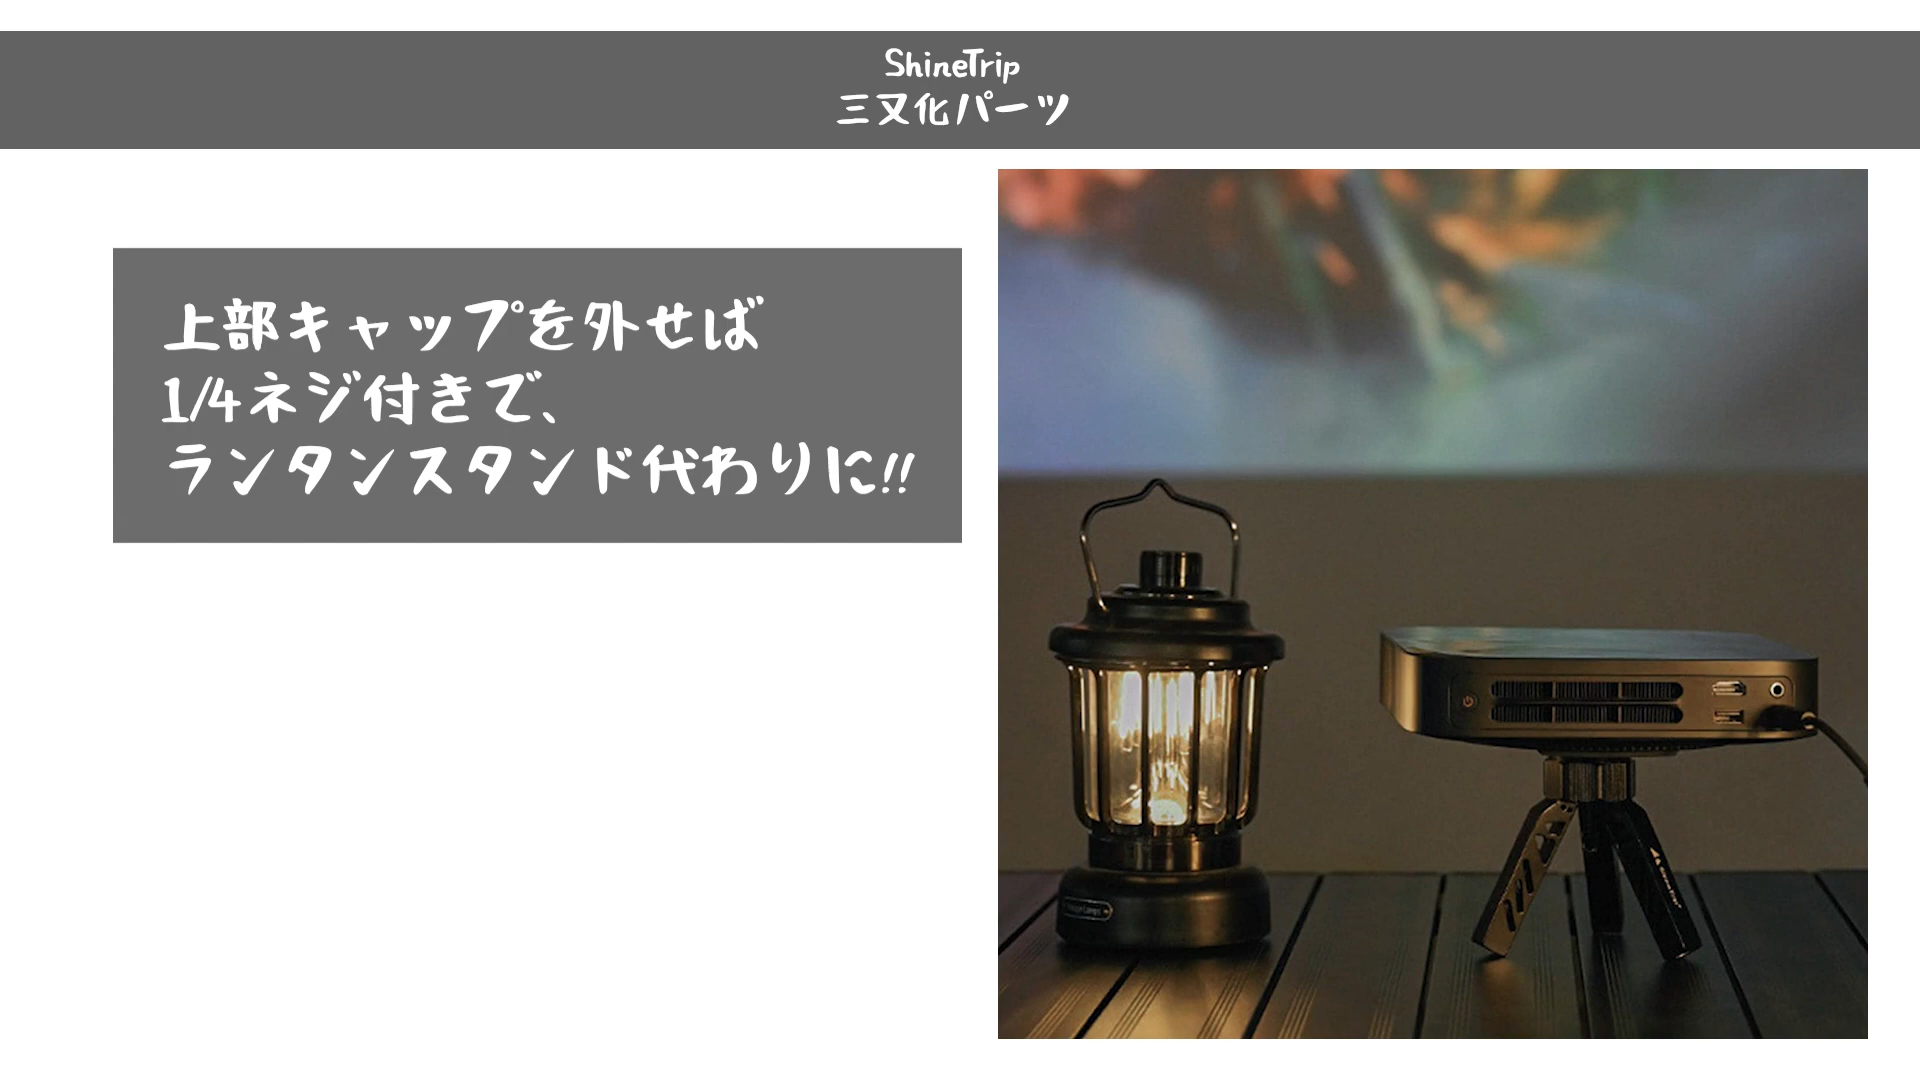 ShineTrip
三又化パーツ
上部キャップを外せば
1/4ネジ付きで、
ランタンスタンド代わりに!!